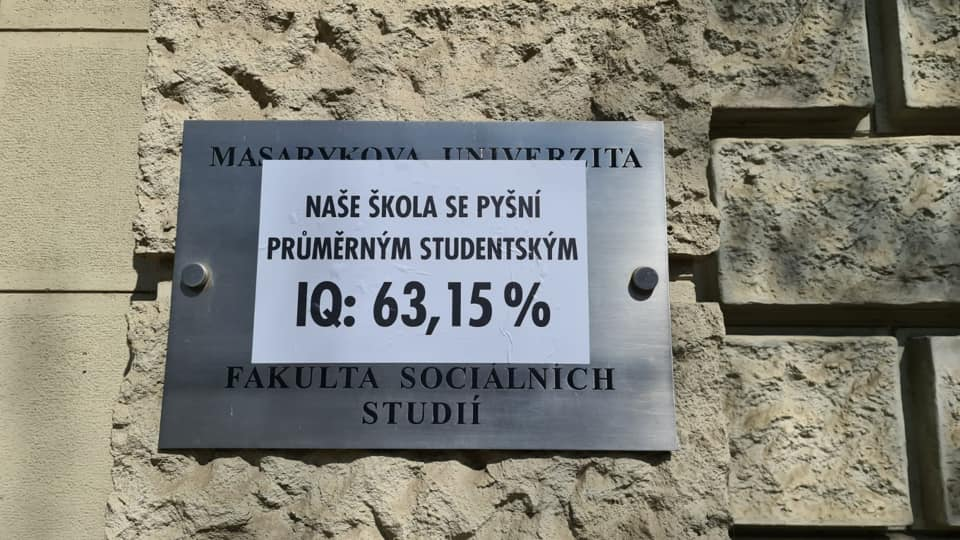 MASARYKOVA UNIVERZITA
NAŠE ŠKOLA SE PYŠNÍ
PRŮMĚRNÝM STUDENTSKÝM
IQ: 63,15 %
FAKULTA SOCIÁLNÍCH
STUDIÍ